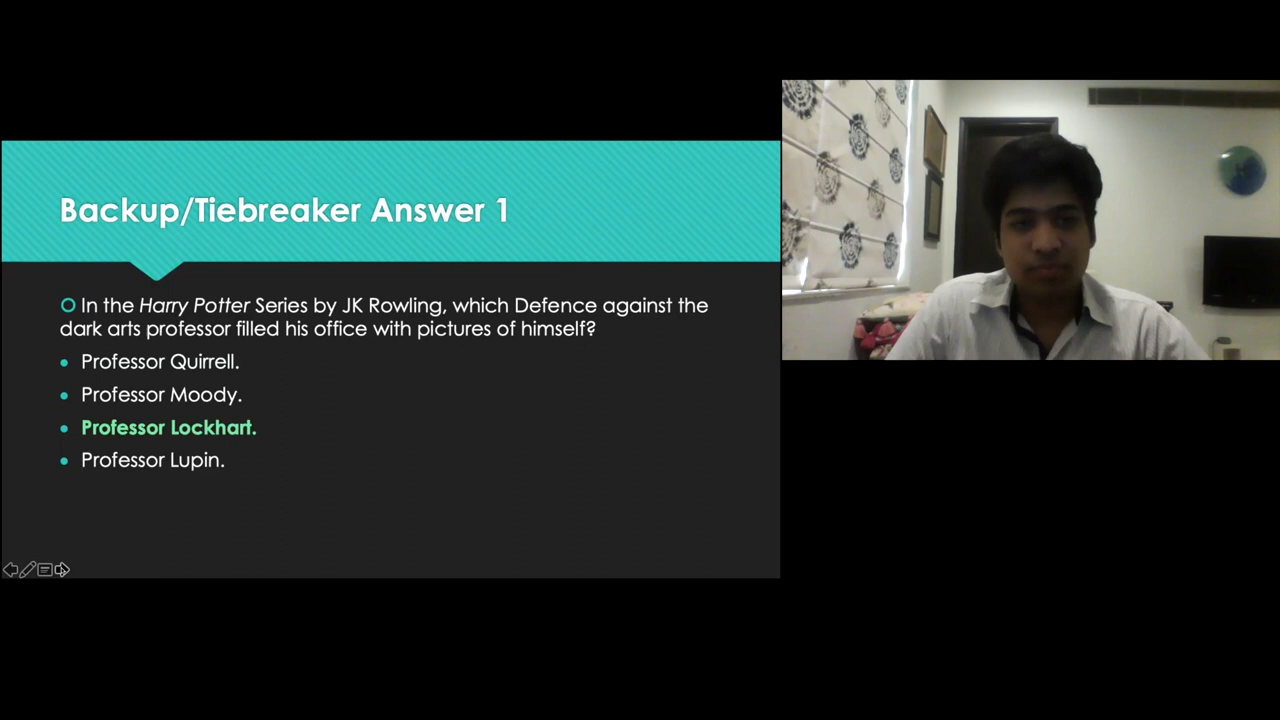 Backup/Tiebreaker Answer 1
In the Harry Potter Series by JK Rowling, which Defence against the
dark arts professor filled his office with pictures of himself?
Professor Quirrell.
Professor Moody.
Professor Lockhart.
Professor Lupin.